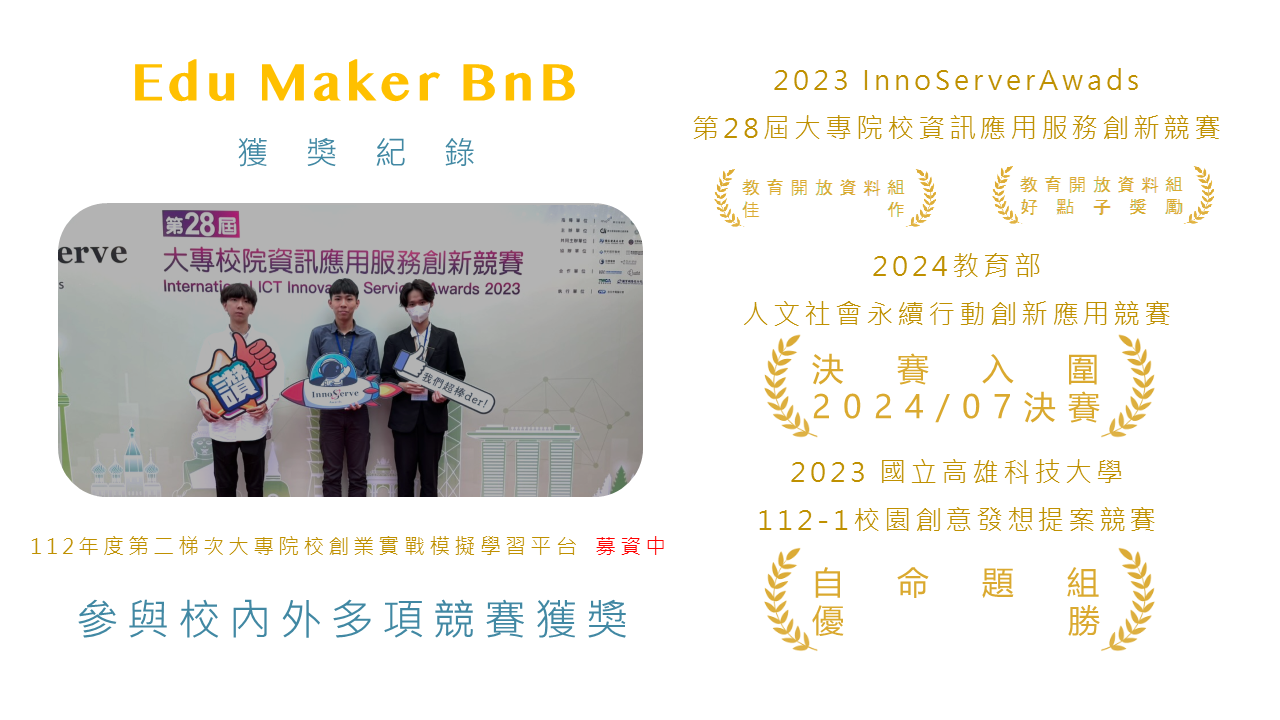 Edu Maker BnB
獲獎紀錄
erve
第28屆
大專校院資訊應用服務創新競賽
International ICT Innovative Services Awards 2023
讚
InnoServe
我們超棒der!
112年度第二梯次大專院校創業實戰模擬學習平台 募資中
參與校內外多項競賽獲獎
2023 InnoServerAwads
第28屆大專院校資訊應用服務創新競賽
教育開放資料組
佳作
教育開放資料組
好點子獎勵
2024教育部
人文社會永續行動創新應用競賽
決賽入圍
2024/07決賽
2023 國立高雄科技大學
112-1校園創意發想提案競賽
自命題組
優勝